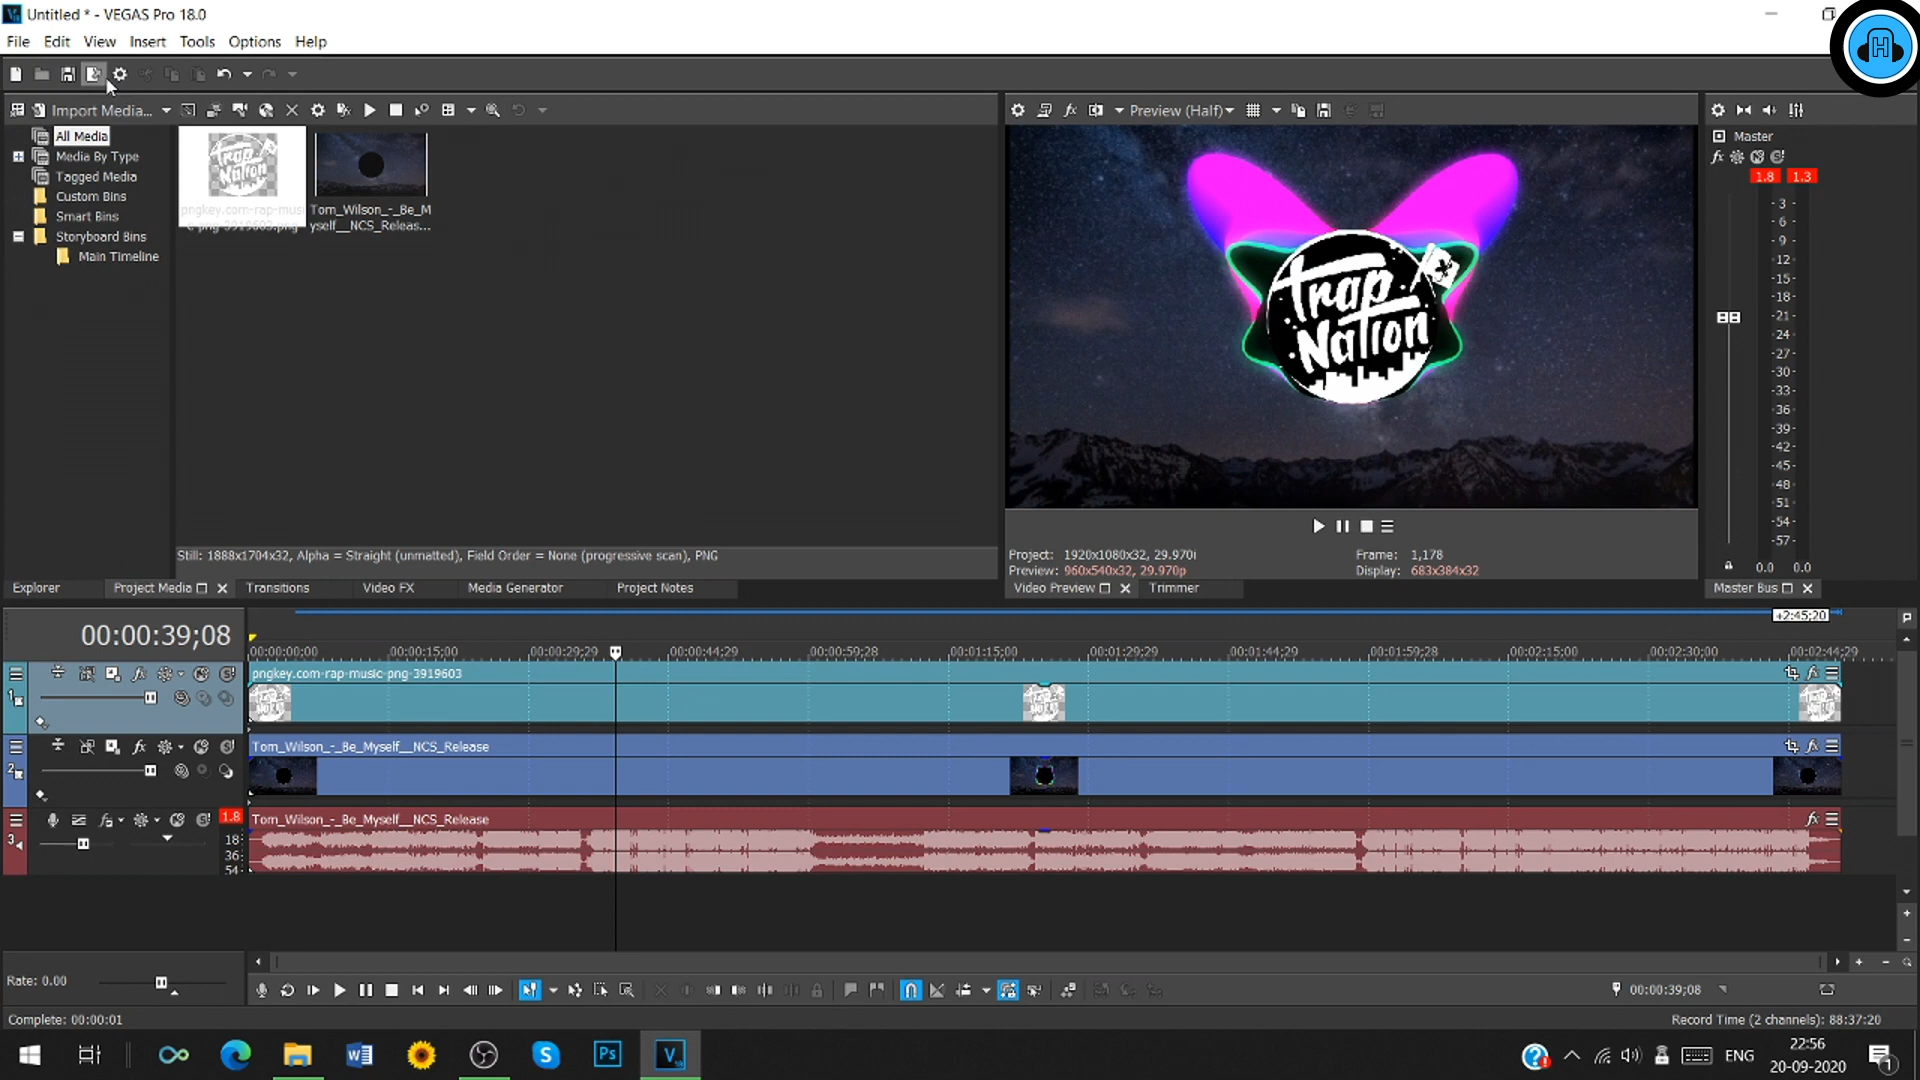 Untitled * - VEGAS Pro 18.0
File Edit View Insert Tools Options Help
Import Media...
Preview (Half)
All Media
Media By Type
Tagged Media
Custom Bins
Smart Bins
Storyboard Bins
Main Timeline
pngkey.com-rap-musi
c-png-3919603.png
Tom_Wilson_-_Be_M
yself__NCS_Releas...
Trap
Nation
Master
1.8 1.3
3
6
9
12
15
18
21
24
27
30
33
36
39
42
45
48
51
54
57
0.0 0.0
Still: 1888x1704x32, Alpha = Straight (unmatted), Field Order = None (progressive scan), PNG
Project: 1920x1080x32, 29.970i
Frame: 1,178
Preview: 960x540x32, 29.970p
Display: 683x384x32
Explorer Project Media Transitions Video FX Media Generator Project Notes
Video Preview Trimmer
Master Bus
+2:45;20
00:00:39;08
00:00:00;00 00:00:15;00 00:00:29;29 00:00:44;29 00:00:59;28 00:01:15;00 00:01:29;29 00:01:44;29 00:01:59;28 00:02:15;00 00:02:30;00 00:02:44;29
1
pngkey.com-rap-music-png-3919603
2
Tom_Wilson_-_Be_Myself__NCS_Release
3
1.8
18
36
54
Tom_Wilson_-_Be_Myself__NCS_Release
Rate: 0.00
00:00:39;08
Complete: 00:00:01
Record Time (2 channels): 88:37:20
W
S
Ps
V
ENG
22:56
20-09-2020
1
H